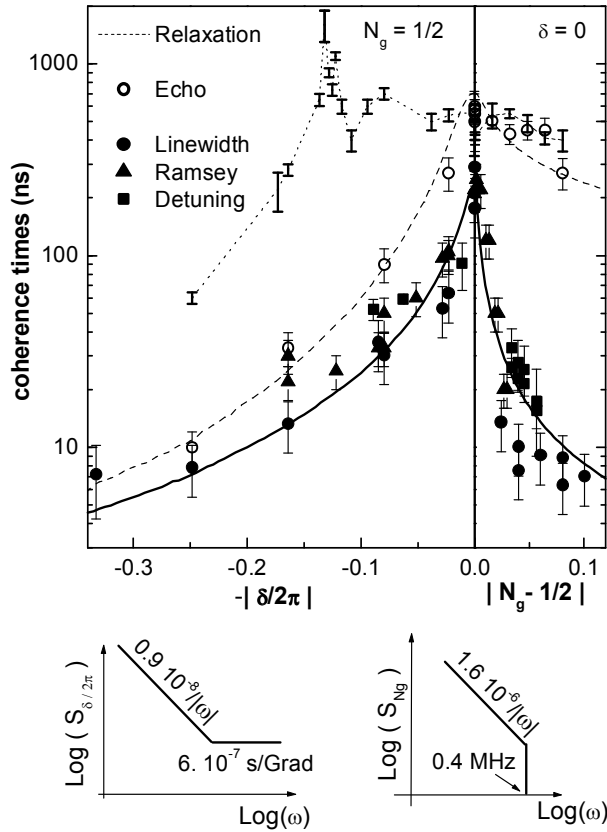 Relaxation
N_g = 1/2
δ = 0
Echo
Linewidth
Ramsey
Detuning
coherence times (ns)
1000
100
10
-0.3
-0.2
-0.1
0.0
0.1
-| δ/2π |
| N_g - 1/2 |
Log ( S_δ/2π )
0.9 10^-8/|ω|
6. 10^-7 s/Grad
Log(ω)
Log ( S_Ng )
1.6 10^-6/|ω|
0.4 MHz
Log(ω)